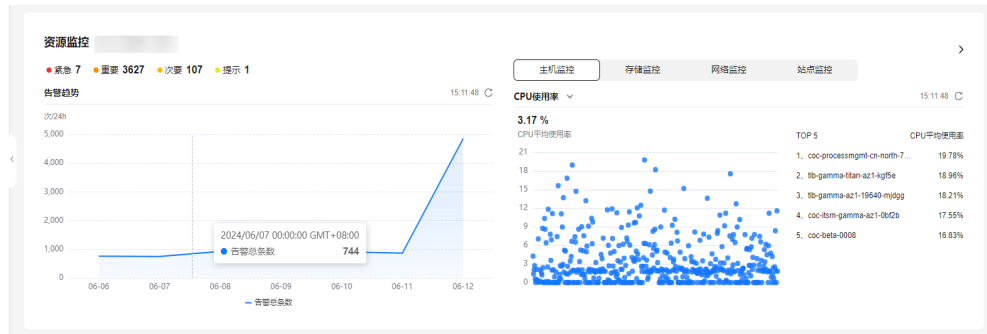 资源监控
紧急 7 重要 3627 次要 107 提示 1
告警趋势 15:11:48
次/24h
5,000
4,000
3,000
2,000
1,000
0
06-06 06-07 06-08 06-09 06-10 06-11 06-12
2024/06/07 00:00:00 GMT+08:00
告警总条数 744
告警总条数
主机监控 存储监控 网络监控 站点监控
CPU使用率 15:11:48
3.17 %
CPU平均使用率
21
18
15
12
9
6
3
0
TOP 5 CPU平均使用率
1、coc-processmgmt-cn-north-7... 19.78%
2、tlb-gamma-titan-az1-kgf5e 18.96%
3、tlb-gamma-az1-19640-mjdgg 18.21%
4、coc-itsm-gamma-az1-0bf2b 17.55%
5、coc-beta-0008 16.83%